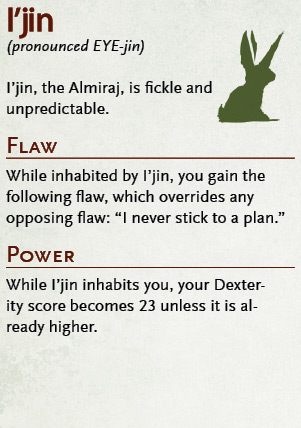 I'jin
(pronounced EYE-jin)
I'jin, the Almiraj, is fickle and
unpredictable.
Flaw
While inhabited by I'jin, you gain the
following flaw, which overrides any
opposing flaw: “I never stick to a plan.”
Power
While I'jin inhabits you, your Dexter-
ity score becomes 23 unless it is al-
ready higher.